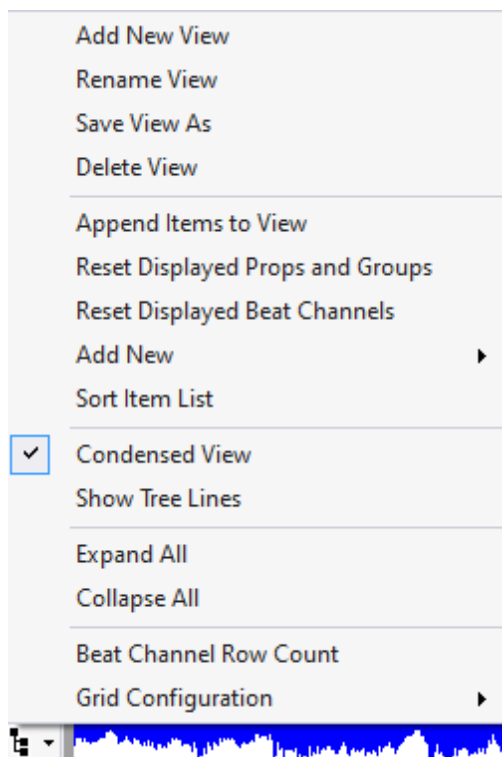 Add New View
Rename View
Save View As
Delete View
Append Items to View
Reset Displayed Props and Groups
Reset Displayed Beat Channels
Add New
Sort Item List
Condensed View
Show Tree Lines
Expand All
Collapse All
Beat Channel Row Count
Grid Configuration